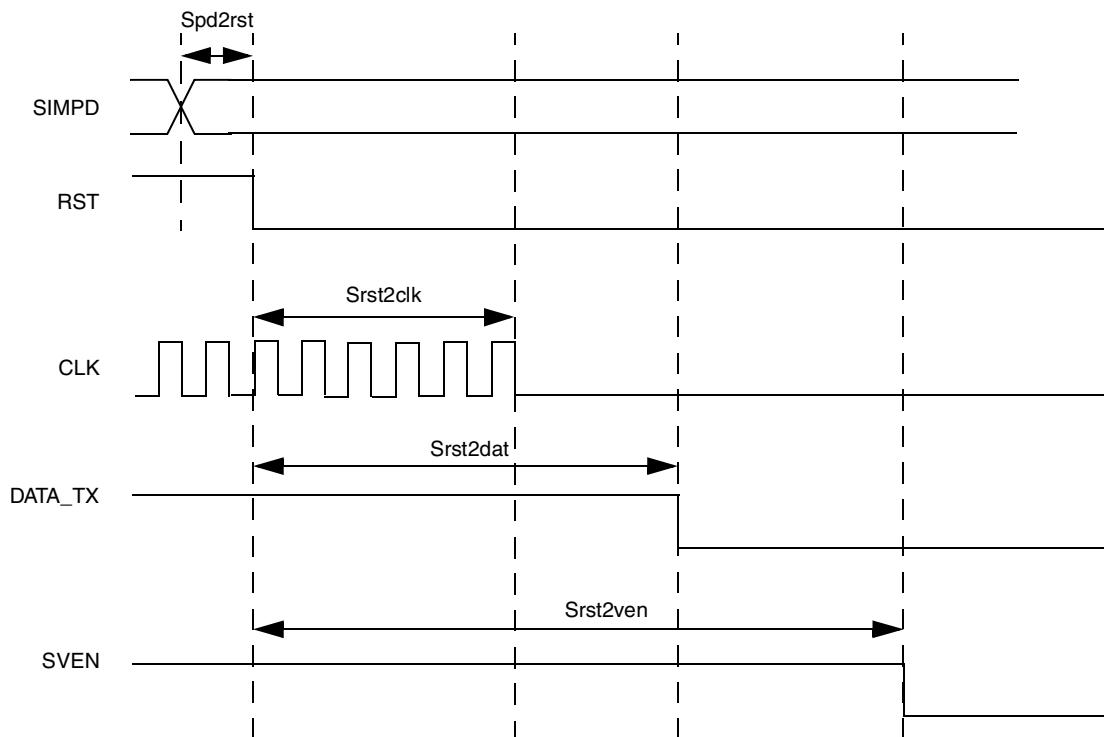 Spd2rst
SIMPD
RST
Srst2clk
CLK
Srst2dat
DATA_TX
Srst2ven
SVEN